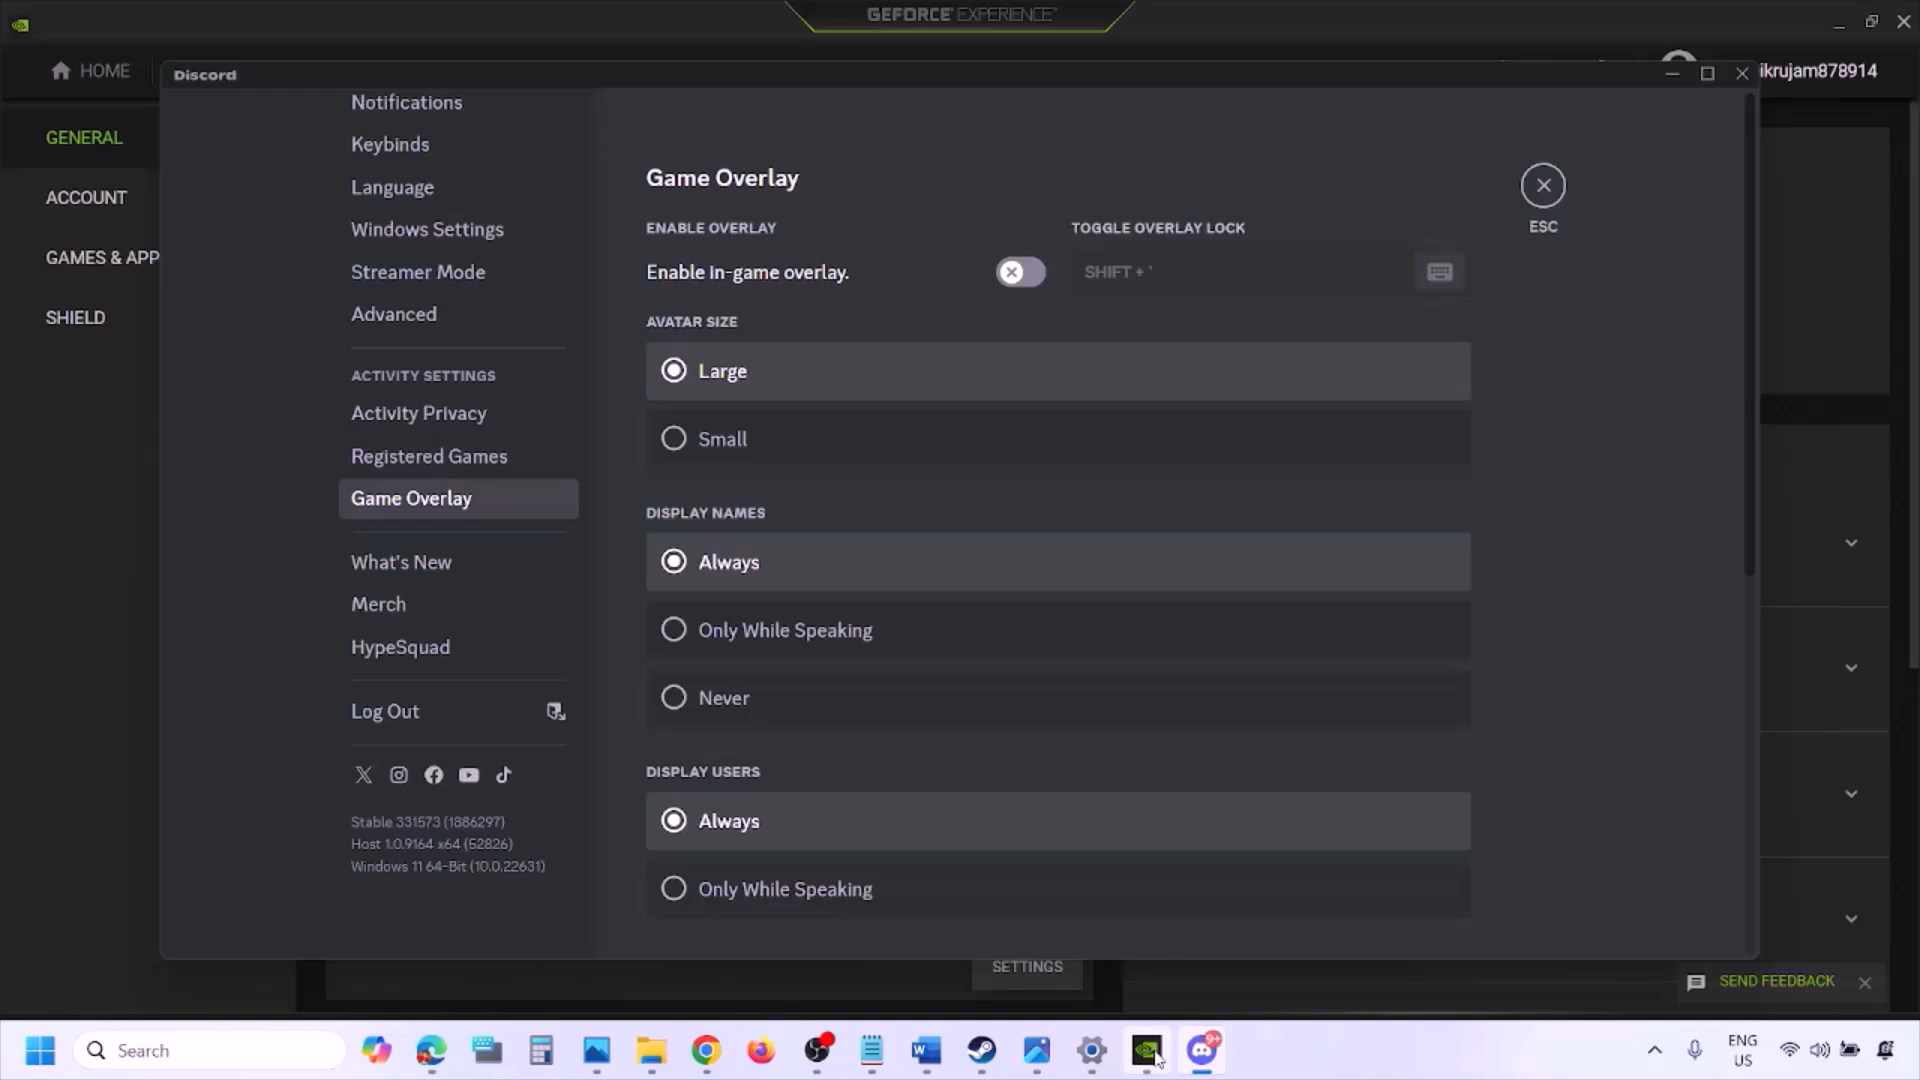 GEFORCE EXPERIENCE
HOME
ikrujam878914
GENERAL
ACCOUNT
GAMES & APP
SHIELD
Discord
Notifications
Keybinds
Language
Windows Settings
Streamer Mode
Advanced
ACTIVITY SETTINGS
Activity Privacy
Registered Games
Game Overlay
What's New
Merch
HypeSquad
Log Out
Stable 331573 (1886297)
Host 1.0.9164 x64 (52826)
Windows 11 64-Bit (10.0.22631)
Game Overlay
ENABLE OVERLAY
Enable in-game overlay.
TOGGLE OVERLAY LOCK
SHIFT + `
ESC
AVATAR SIZE
Large
Small
DISPLAY NAMES
Always
Only While Speaking
Never
DISPLAY USERS
Always
Only While Speaking
SETTINGS
SEND FEEDBACK
Search
9+
ENG
US